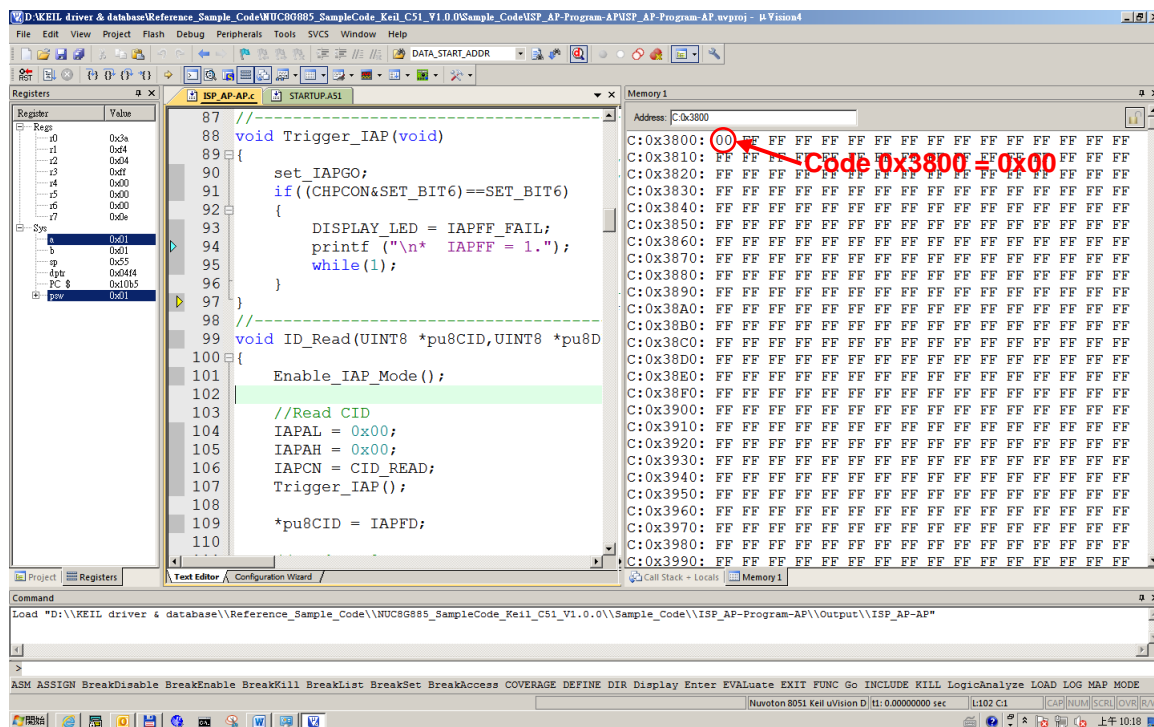 D:\KEIL driver & database\Reference_Sample_Code\NUC8G885_SampleCode_Keil_C51_V1.0.0\Sample_Code\ISP_AP-Program-AP\ISP_AP-Program-AP.uvproj - µVision4
File Edit View Project Flash Debug Peripherals Tools SVCS Window Help
DATA_START_ADDR
RST
Registers
Register Value
Regs
r0 0x3a
r1 0xf4
r2 0x04
r3 0xff
r4 0x00
r5 0x00
r6 0x00
r7 0x0e
Sys
a 0x01
b 0x01
sp 0x55
dptr 0x04f4
PC $ 0x10b5
psw 0x01
Project Registers
ISP_AP-AP.c STARTUP.A51
87 //
88 void Trigger_IAP(void)
89 {
90 set_IAPGO;
91 if((CHPCON&SET_BIT6)==SET_BIT6)
92 {
93 DISPLAY_LED = IAPFF_FAIL;
94 printf ("\n*  IAPFF = 1.");
95 while(1);
96 }
97 }
98 //
99 void ID_Read(UINT8 *pu8CID,UINT8 *pu8D
100 {
101 Enable_IAP_Mode();
102
103 //Read CID
104 IAPAL = 0x00;
105 IAPAH = 0x00;
106 IAPCN = CID_READ;
107 Trigger_IAP();
108
109 *pu8CID = IAPFD;
110
Text Editor Configuration Wizard
Memory 1
Address: C:0x3800
C:0x3800: 00 FF FF FF FF FF FF FF FF FF FF FF FF FF FF FF
Code 0x3800 = 0x00
C:0x3810: FF FF FF FF FF FF FF FF FF FF FF FF FF FF FF FF
C:0x3820: FF FF FF FF FF FF FF FF FF FF FF FF FF FF FF FF
C:0x3830: FF FF FF FF FF FF FF FF FF FF FF FF FF FF FF FF
C:0x3840: FF FF FF FF FF FF FF FF FF FF FF FF FF FF FF FF
C:0x3850: FF FF FF FF FF FF FF FF FF FF FF FF FF FF FF FF
C:0x3860: FF FF FF FF FF FF FF FF FF FF FF FF FF FF FF FF
C:0x3870: FF FF FF FF FF FF FF FF FF FF FF FF FF FF FF FF
C:0x3880: FF FF FF FF FF FF FF FF FF FF FF FF FF FF FF FF
C:0x3890: FF FF FF FF FF FF FF FF FF FF FF FF FF FF FF FF
C:0x38A0: FF FF FF FF FF FF FF FF FF FF FF FF FF FF FF FF
C:0x38B0: FF FF FF FF FF FF FF FF FF FF FF FF FF FF FF FF
C:0x38C0: FF FF FF FF FF FF FF FF FF FF FF FF FF FF FF FF
C:0x38D0: FF FF FF FF FF FF FF FF FF FF FF FF FF FF FF FF
C:0x38E0: FF FF FF FF FF FF FF FF FF FF FF FF FF FF FF FF
C:0x38F0: FF FF FF FF FF FF FF FF FF FF FF FF FF FF FF FF
C:0x3900: FF FF FF FF FF FF FF FF FF FF FF FF FF FF FF FF
C:0x3910: FF FF FF FF FF FF FF FF FF FF FF FF FF FF FF FF
C:0x3920: FF FF FF FF FF FF FF FF FF FF FF FF FF FF FF FF
C:0x3930: FF FF FF FF FF FF FF FF FF FF FF FF FF FF FF FF
C:0x3940: FF FF FF FF FF FF FF FF FF FF FF FF FF FF FF FF
C:0x3950: FF FF FF FF FF FF FF FF FF FF FF FF FF FF FF FF
C:0x3960: FF FF FF FF FF FF FF FF FF FF FF FF FF FF FF FF
C:0x3970: FF FF FF FF FF FF FF FF FF FF FF FF FF FF FF FF
C:0x3980: FF FF FF FF FF FF FF FF FF FF FF FF FF FF FF FF
C:0x3990: FF FF FF FF FF FF FF FF FF FF FF FF FF FF FF FF
Call Stack + Locals Memory 1
Command
Load "D:\\KEIL driver & database\\Reference_Sample_Code\\NUC8G885_SampleCode_Keil_C51_V1.0.0\\Sample_Code\\ISP_AP-Program-AP\\Output\\ISP_AP-AP"
>
ASM ASSIGN BreakDisable BreakEnable BreakKill BreakList BreakSet BreakAccess COVERAGE DEFINE DIR Display Enter EVALuate EXIT FUNC Go INCLUDE KILL LogicAnalyze LOAD LOG MAP MODE
Nuvoton 8051 Keil uVision D t1: 0.00000000 sec L:102 C:1 CAP NUM SCRL OVR R/W
開始 上午 10:18